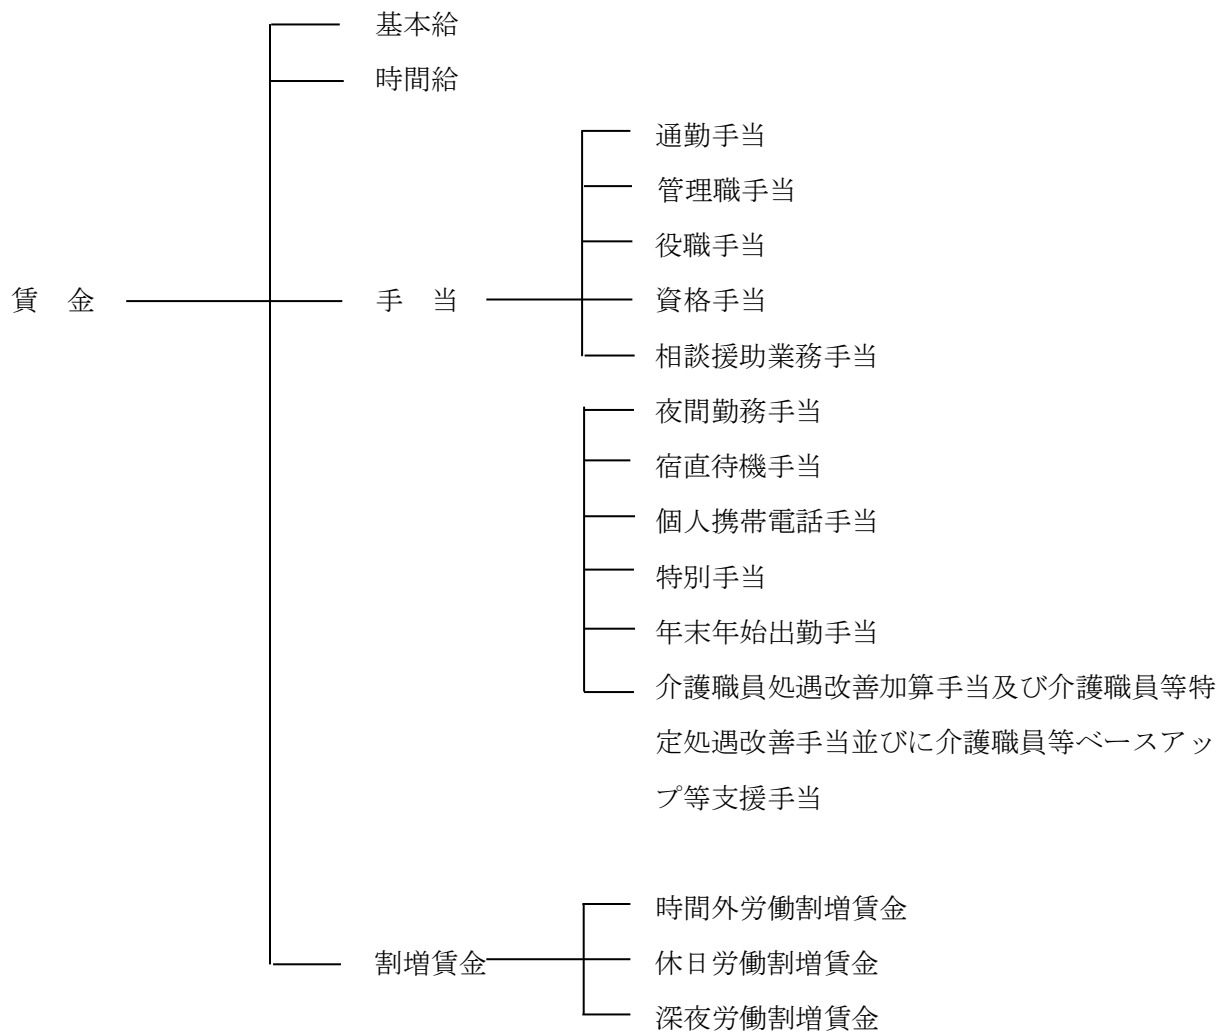 基本給
時間給
通勤手当
管理職手当
役職手当
賃 金
手 当
資格手当
相談援助業務手当
夜間勤務手当
宿直待機手当
個人携帯電話手当
特別手当
年末年始出勤手当
介護職員処遇改善加算手当及び介護職員等特
定処遇改善手当並びに介護職員等ベースアッ
プ等支援手当
時間外労働割増賃金
割増賃金
休日労働割増賃金
深夜労働割増賃金